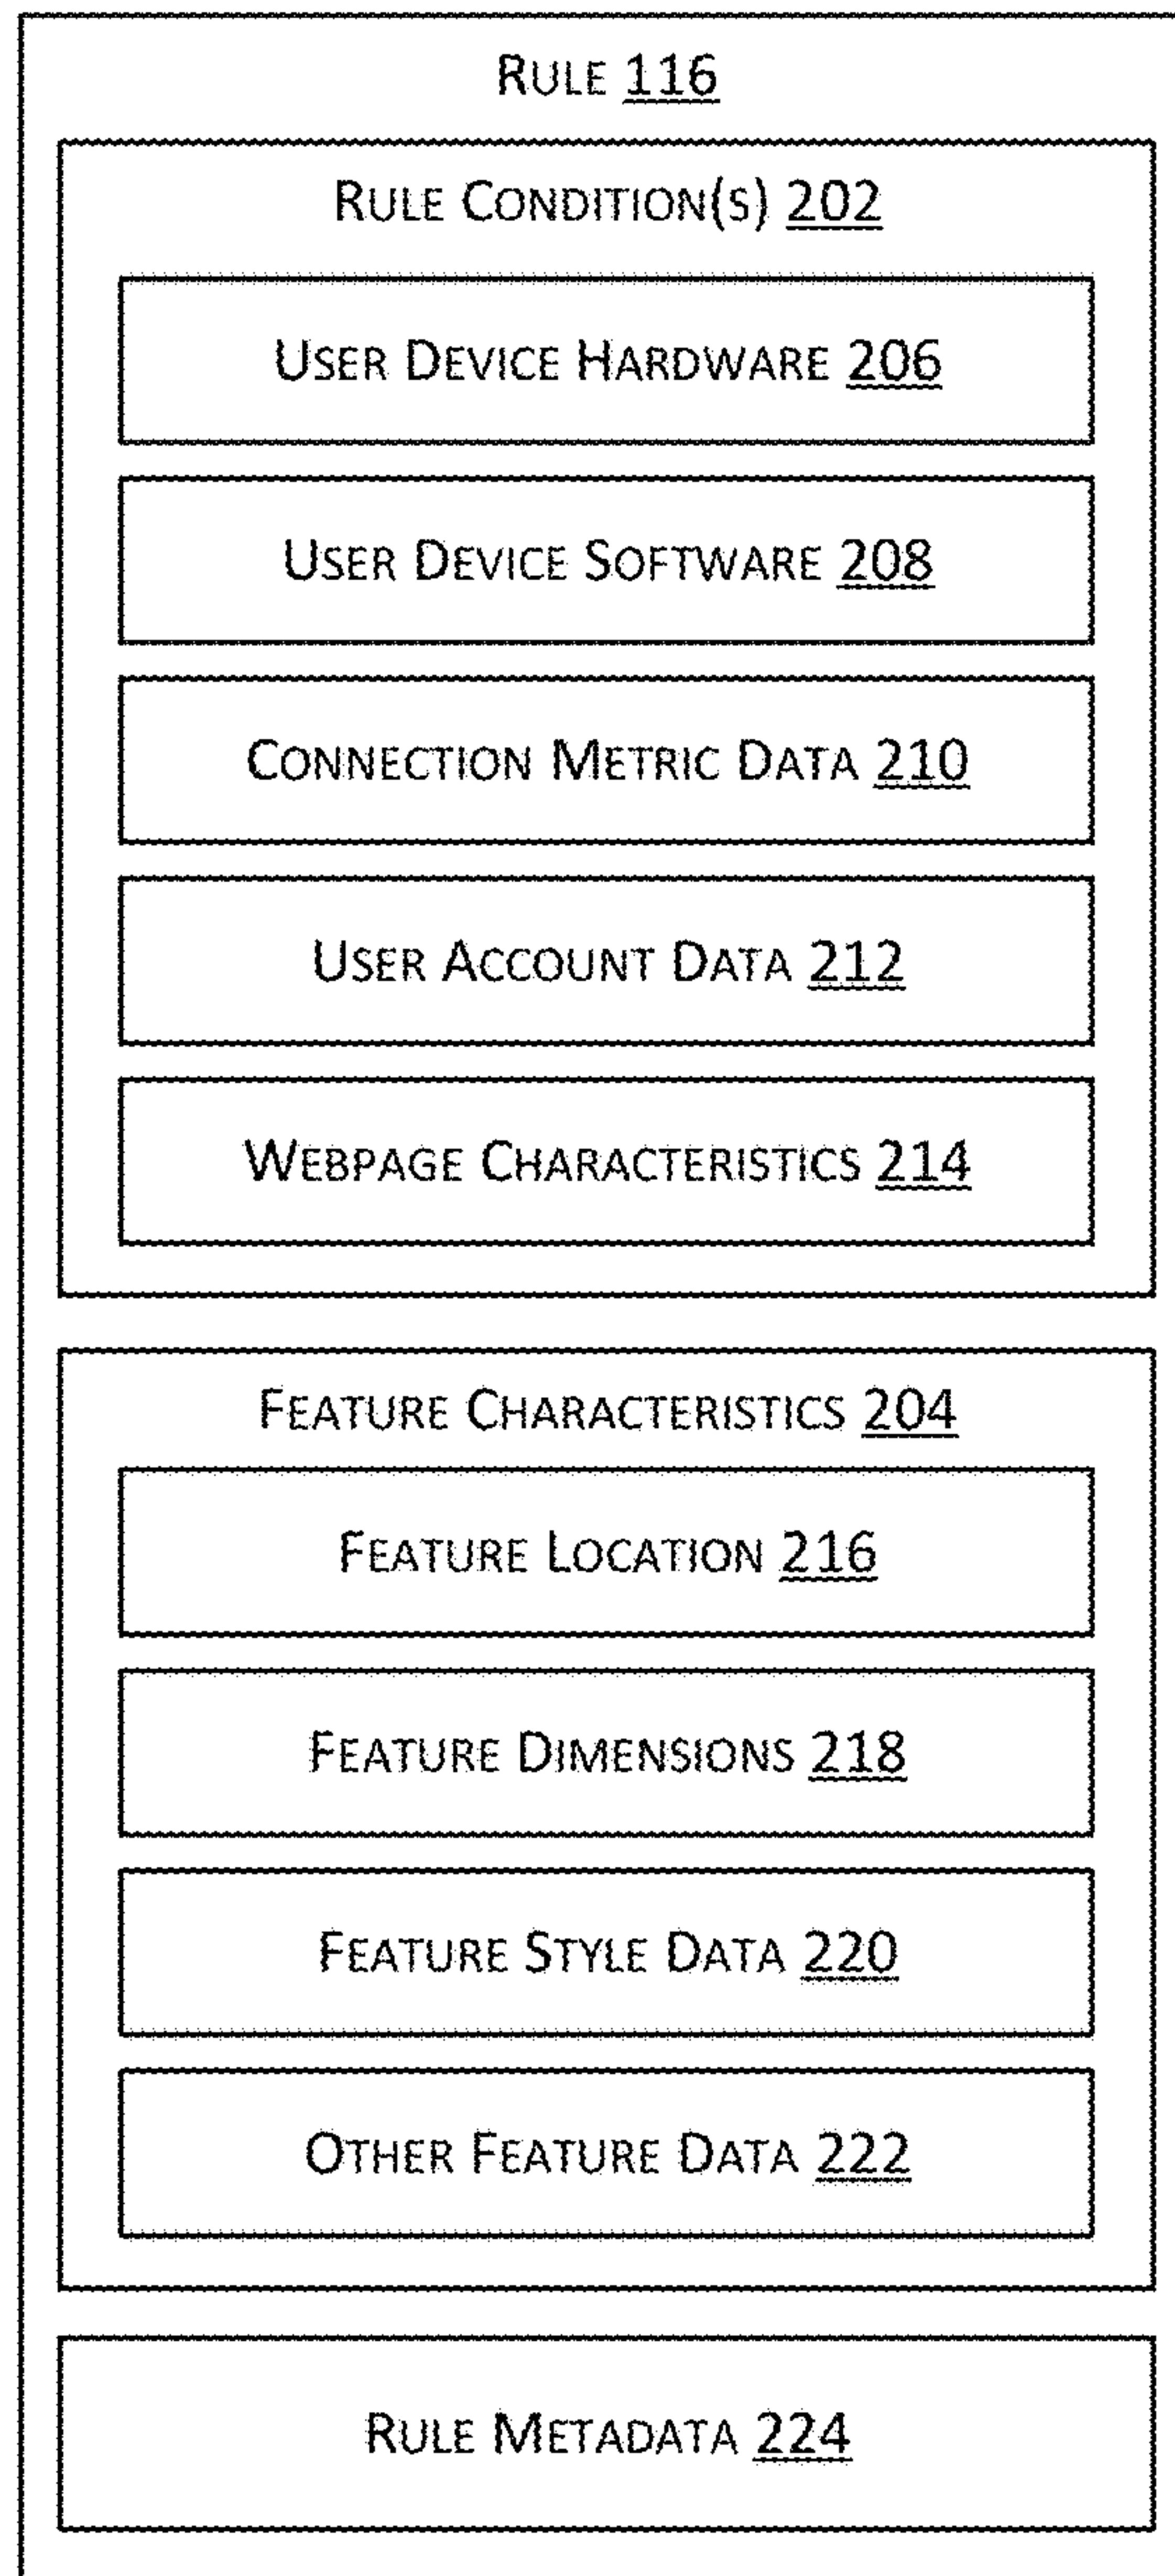 RULE 116
RULE CONDITION(S) 202
USER DEVICE HARDWARE 206
USER DEVICE SOFTWARE 208
CONNECTION METRIC DATA 210
USER ACCOUNT DATA 212
WEBPAGE CHARACTERISTICS 214
FEATURE CHARACTERISTICS 204
FEATURE LOCATION 216
FEATURE DIMENSIONS 218
FEATURE STYLE DATA 220
OTHER FEATURE DATA 222
RULE METADATA 224